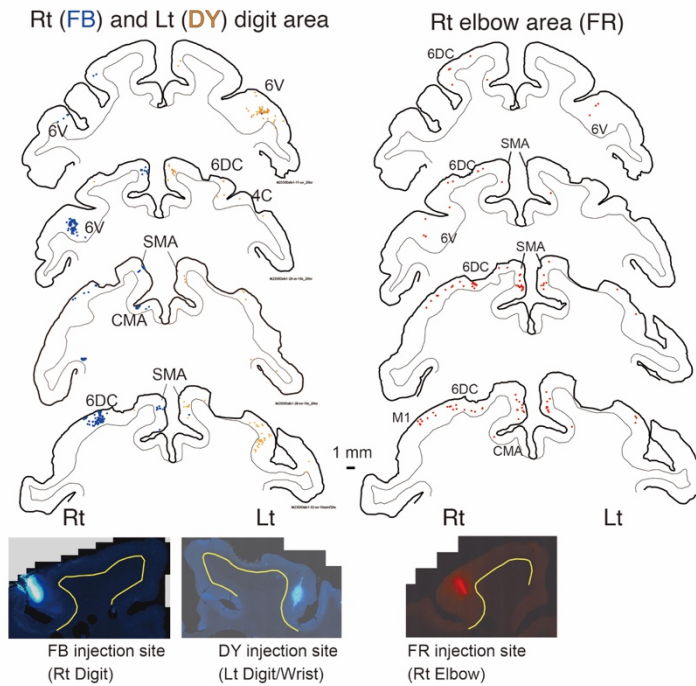 Rt (FB) and Lt (DY) digit area
Rt elbow area (FR)
6V
6V
6DC
6V
6DC
4C
6V
SMA
6DC
6V
SMA
CMA
6DC
SMA
6DC
SMA
M1
6DC
CMA
1 mm
Rt
Lt
Rt
Lt
FB injection site
(Rt Digit)
DY injection site
(Lt Digit/Wrist)
FR injection site
(Rt Elbow)